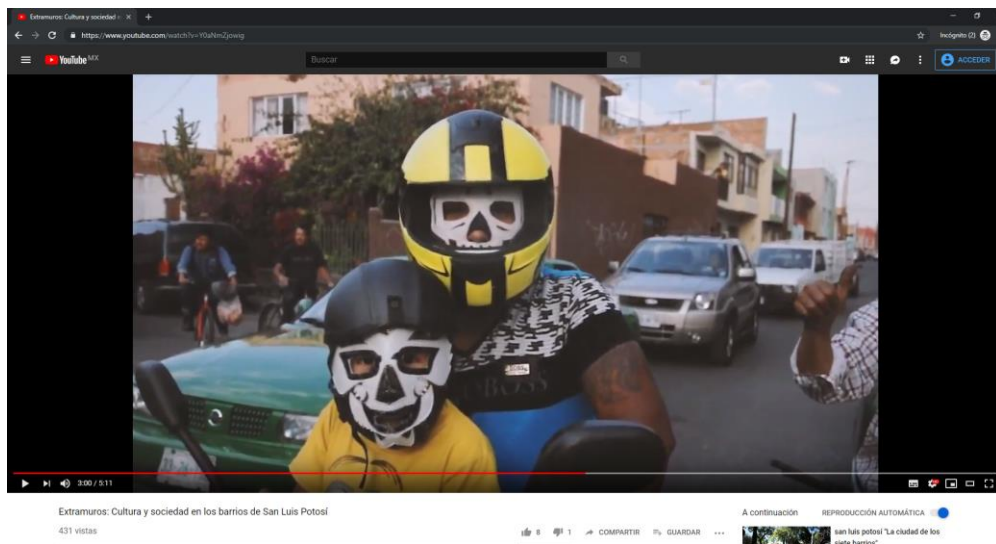 Extramuros: Cultura y sociedad e
https://www.youtube.com/watch?v=Y0aNmZjowig
Incógnito (2)
YouTube MX
Buscar
ACCEDER
BOSS
3:00 / 5:11
Extramuros: Cultura y sociedad en los barrios de San Luis Potosí
431 vistas
8
1
COMPARTIR
GUARDAR
A continuación
REPRODUCCIÓN AUTOMÁTICA
san luis potosi "La ciudad de los
siete barrios"